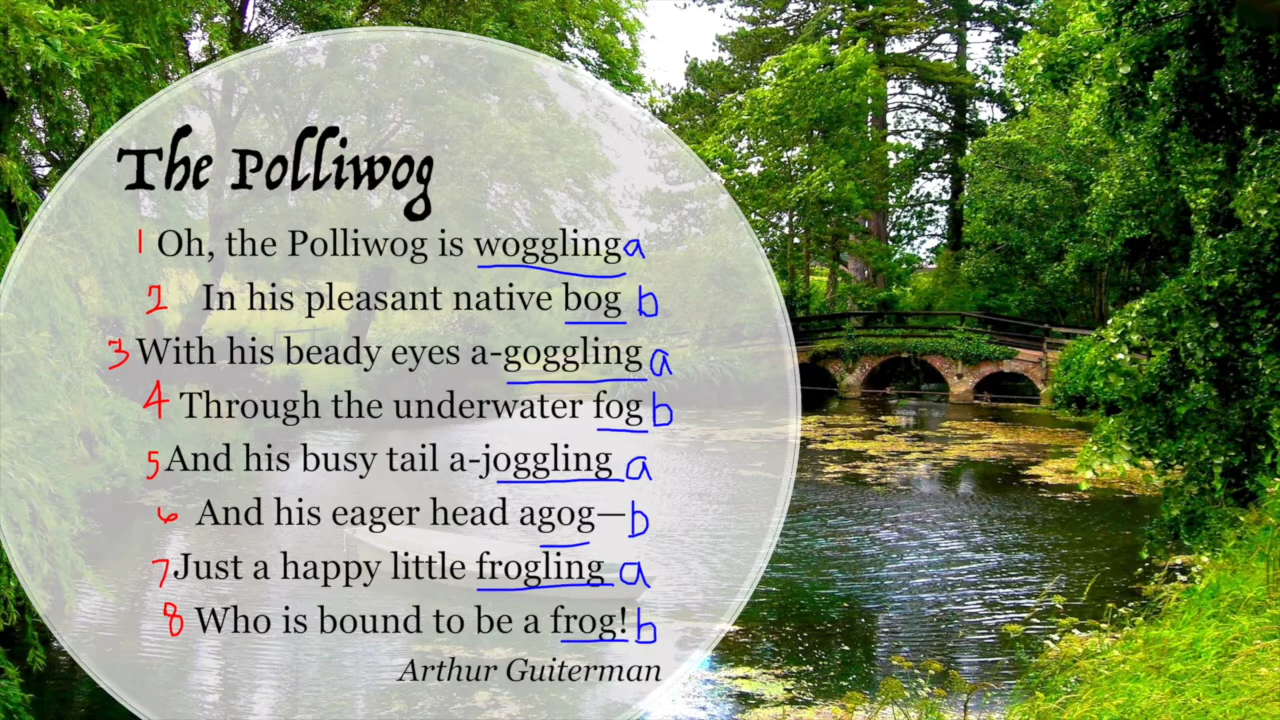 The Polliwog
1 Oh, the Polliwog is woggling a
2 In his pleasant native bog b
3 With his beady eyes a-goggling a
4 Through the underwater fog b
5 And his busy tail a-joggling a
6 And his eager head agog— b
7 Just a happy little frogling a
8 Who is bound to be a frog! b
Arthur Guiterman